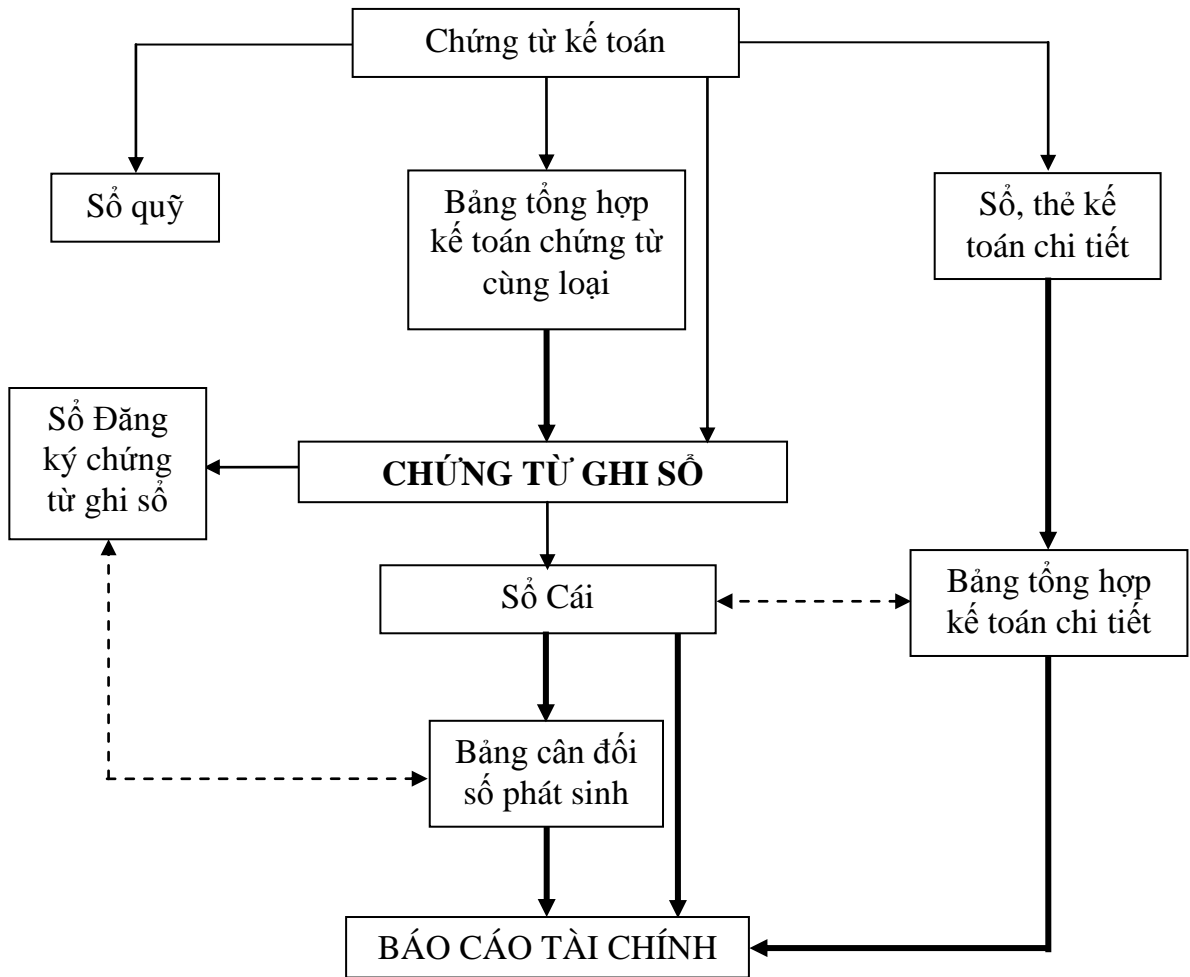 Chứng từ kế toán
Sổ quỹ
Bảng tổng hợp
kế toán chứng từ
cùng loại
Sổ, thẻ kế
toán chi tiết
Sổ Đăng
ký chứng
từ ghi sổ
CHỨNG TỪ GHI SỔ
Sổ Cái
Bảng tổng hợp
kế toán chi tiết
Bảng cân đối
số phát sinh
BÁO CÁO TÀI CHÍNH